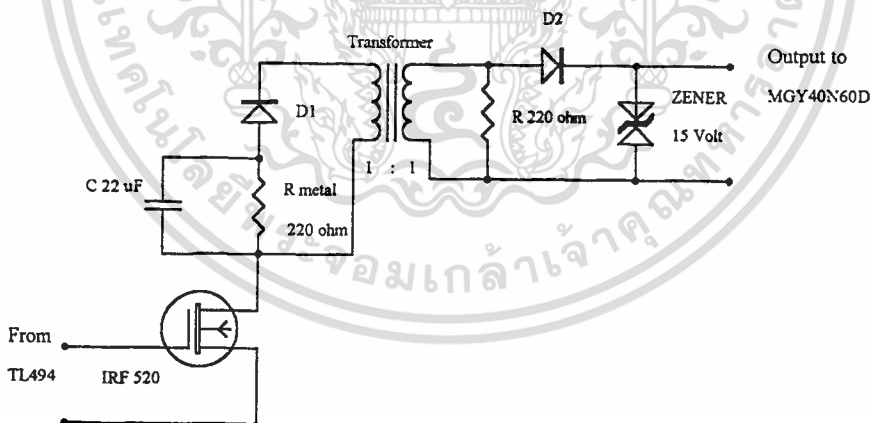 D2
Transformer
Output to
D1
ZENER
MGY40N60D
R 220 ohm
15 Volt
1 : 1
C 22 uF
R metal
220 ohm
From
TL494
IRF 520